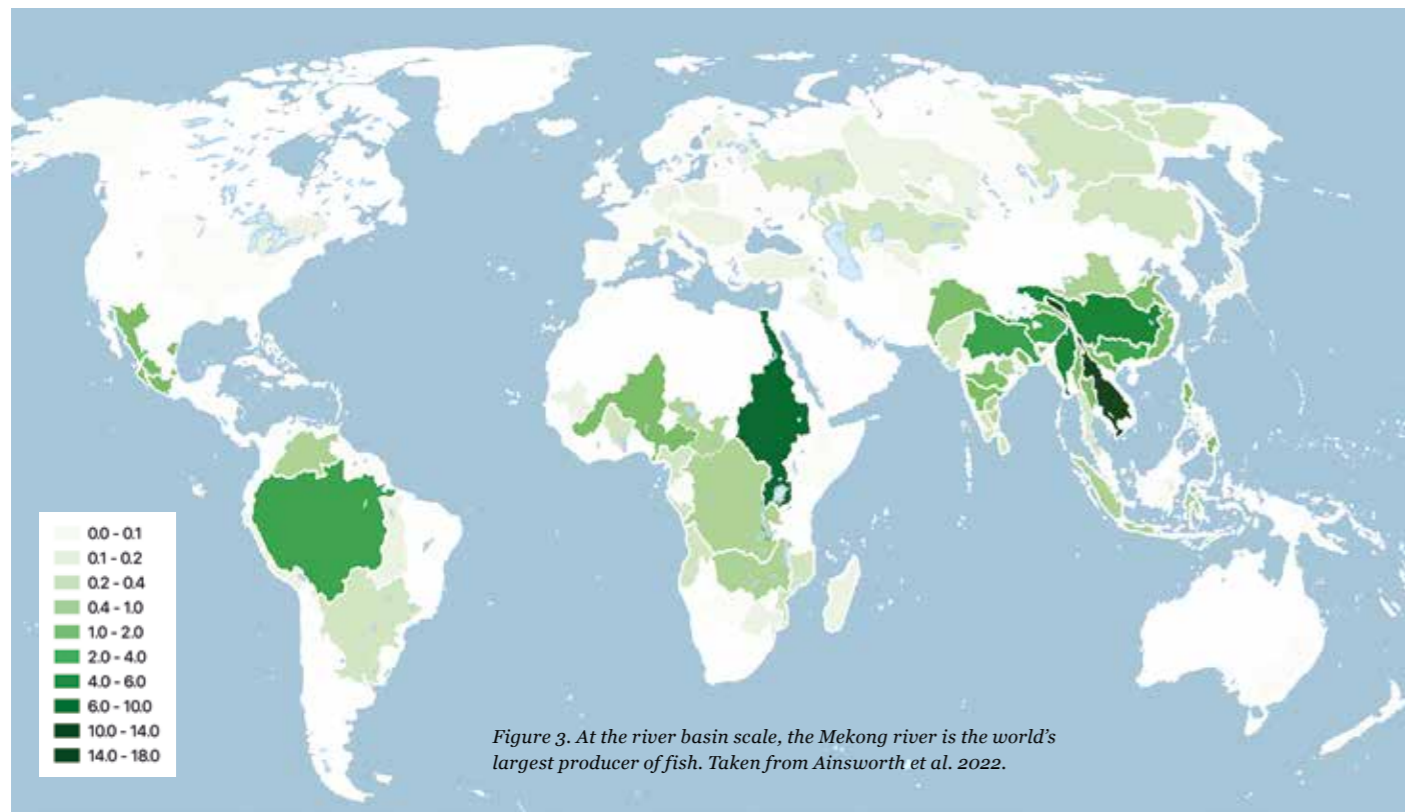 0.0 - 0.1
0.1 - 0.2
0.2 - 0.4
0.4 - 1.0
1.0 - 2.0
2.0 - 4.0
4.0 - 6.0
6.0 - 10.0
10.0 - 14.0
14.0 - 18.0
Figure 3. At the river basin scale, the Mekong river is the world's
largest producer of fish. Taken from Ainsworth et al. 2022.